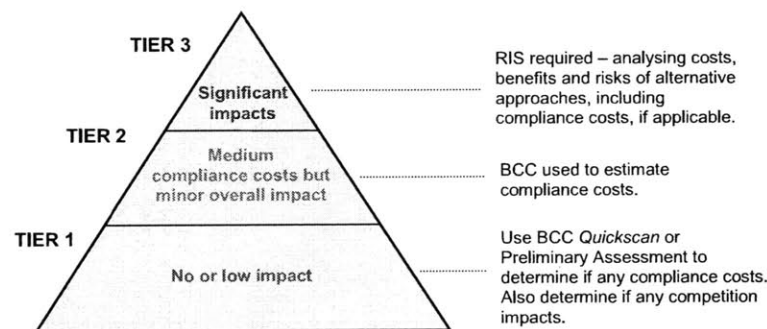 TIER 3
Significant
impacts
RIS required – analysing costs,
benefits and risks of alternative
approaches, including
compliance costs, if applicable.
TIER 2
Medium
compliance costs but
minor overall impact
BCC used to estimate
compliance costs.
TIER 1
No or low impact
Use BCC Quickscan or
Preliminary Assessment to
determine if any compliance costs.
Also determine if any competition
impacts.